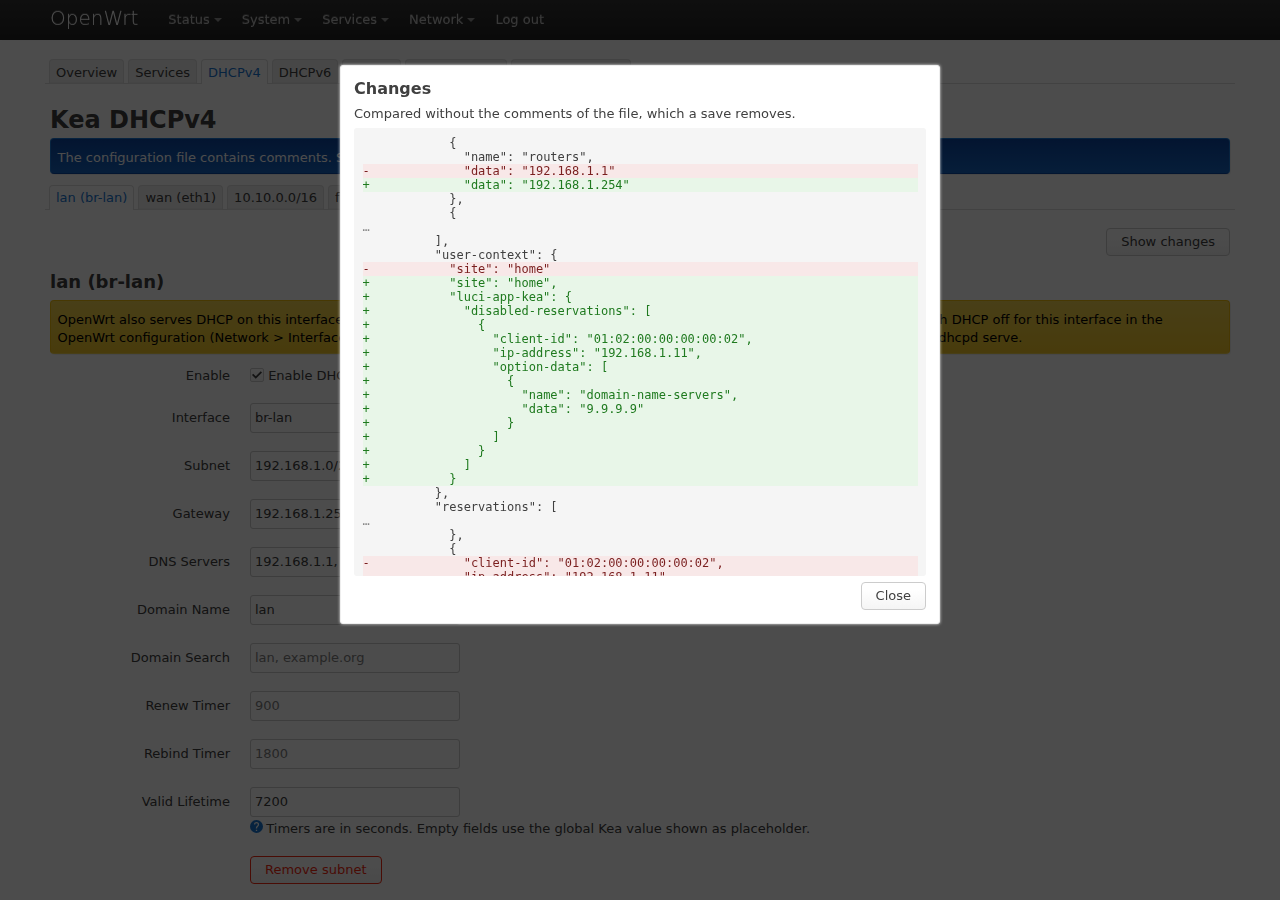 OpenWrt Status System Services Network Log out
Overview Services DHCPv4 DHCPv6
Kea DHCPv4
The configuration file contains comments.
lan (br-lan) wan (eth1) 10.10.0.0/16
Show changes
lan (br-lan)
OpenWrt also serves DHCP on this interface DHCP off for this interface in the
OpenWrt configuration (Network > Interfac dhcpd serve.
Enable Enable DHC
Interface br-lan
Subnet 192.168.1.0/
Gateway 192.168.1.25
DNS Servers 192.168.1.1,
Domain Name lan
Domain Search lan, example.org
Renew Timer 900
Rebind Timer 1800
Valid Lifetime 7200
Timers are in seconds. Empty fields use the global Kea value shown as placeholder.
Remove subnet
Changes
Compared without the comments of the file, which a save removes.
{
"name": "routers",
- "data": "192.168.1.1"
+ "data": "192.168.1.254"
},
{
…
],
"user-context": {
- "site": "home"
+ "site": "home",
+ "luci-app-kea": {
+ "disabled-reservations": [
+ {
+ "client-id": "01:02:00:00:00:00:02",
+ "ip-address": "192.168.1.11",
+ "option-data": [
+ {
+ "name": "domain-name-servers",
+ "data": "9.9.9.9"
+ }
+ ]
+ }
+ ]
+ }
},
"reservations": [
…
},
{
- "client-id": "01:02:00:00:00:00:02",
"ip-address": "192.168.1.11"
Close